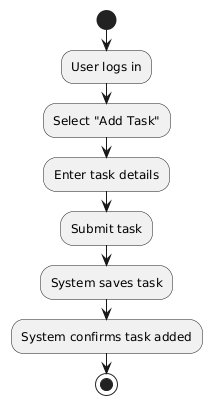 User logs in
Select "Add Task"
Enter task details
Submit task
System saves task
System confirms task added